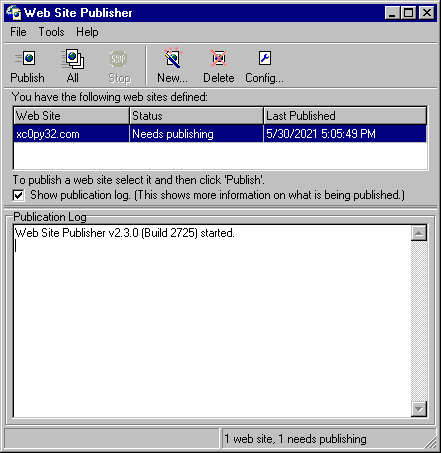 Web Site Publisher
File Tools Help
Publish All Stop New... Delete Config...
You have the following web sites defined:
Web Site Status Last Published
xc0py32.com Needs publishing 5/30/2021 5:05:49 PM
To publish a web site select it and then click 'Publish'.
Show publication log. (This shows more information on what is being published.)
Publication Log
Web Site Publisher v2.3.0 (Build 2725) started.
1 web site, 1 needs publishing